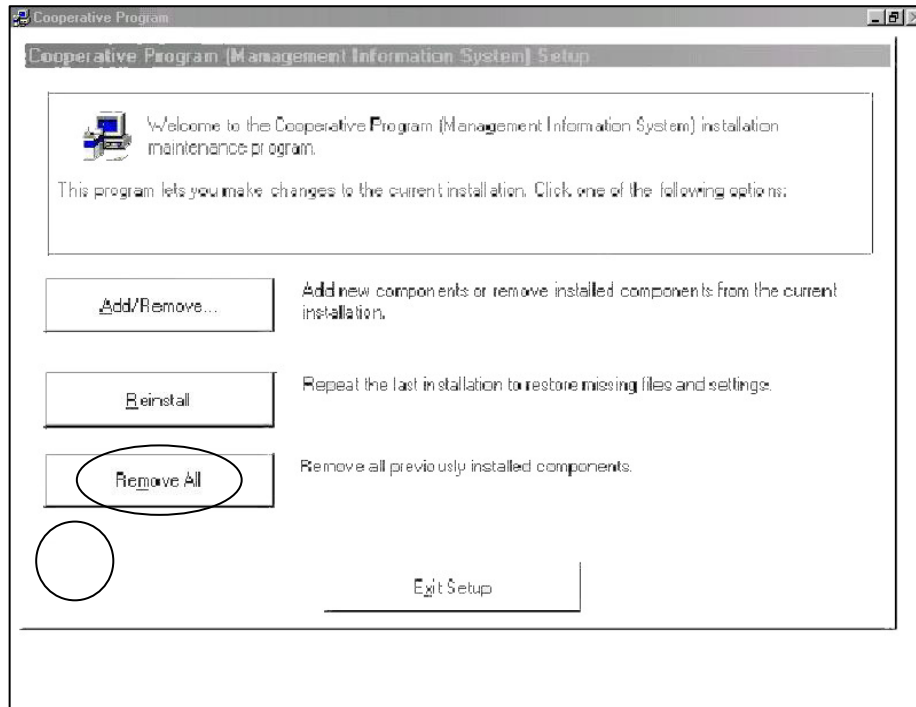 Cooperative Program
Cooperative Program (Management Information System) Setup
Welcome to the Cooperative Program (Management Information System) installation
maintenance program.
This program lets you make changes to the current installation. Click one of the following options:
Add/Remove...
Add new components or remove installed components from the current
installation.
Reinstall
Repeat the last installation to restore missing files and settings.
Remove All
Remove all previously installed components.
Exit Setup